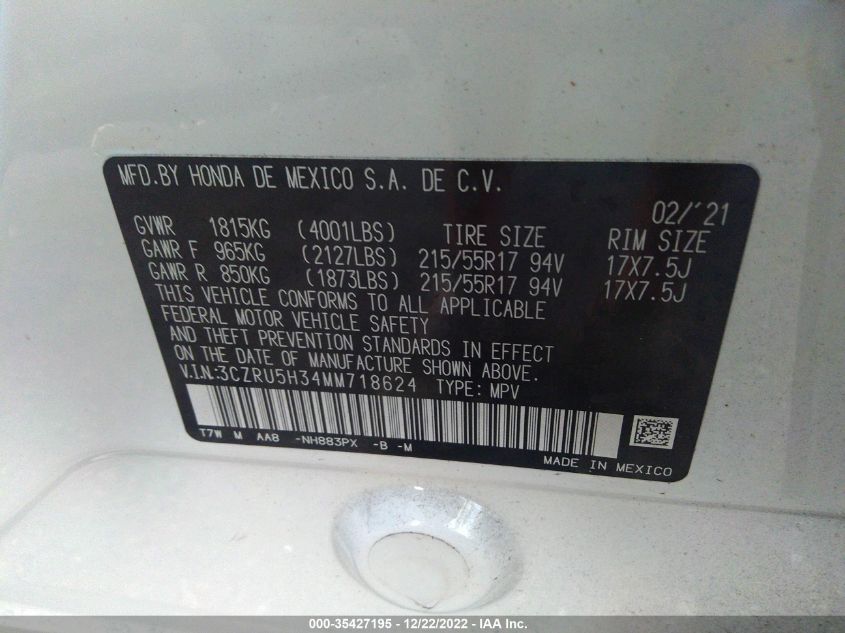 MFD.BY HONDA DE MEXICO S.A. DE C.V.
02/'21
GVWR 1815KG (4001LBS) TIRE SIZE RIM SIZE
GAWR F 965KG (2127LBS) 215/55R17 94V 17X7.5J
GAWR R 850KG (1873LBS) 215/55R17 94V 17X7.5J
THIS VEHICLE CONFORMS TO ALL APPLICABLE
FEDERAL MOTOR VEHICLE SAFETY
AND THEFT PREVENTION STANDARDS IN EFFECT
ON THE DATE OF MANUFACTURE SHOWN ABOVE.
V.I.N:3CZRU5H34MM718624 TYPE: MPV
T7W M AA8 -NH883PX -B -M
MADE IN MEXICO
000-35427195 - 12/22/2022 - IAA Inc.